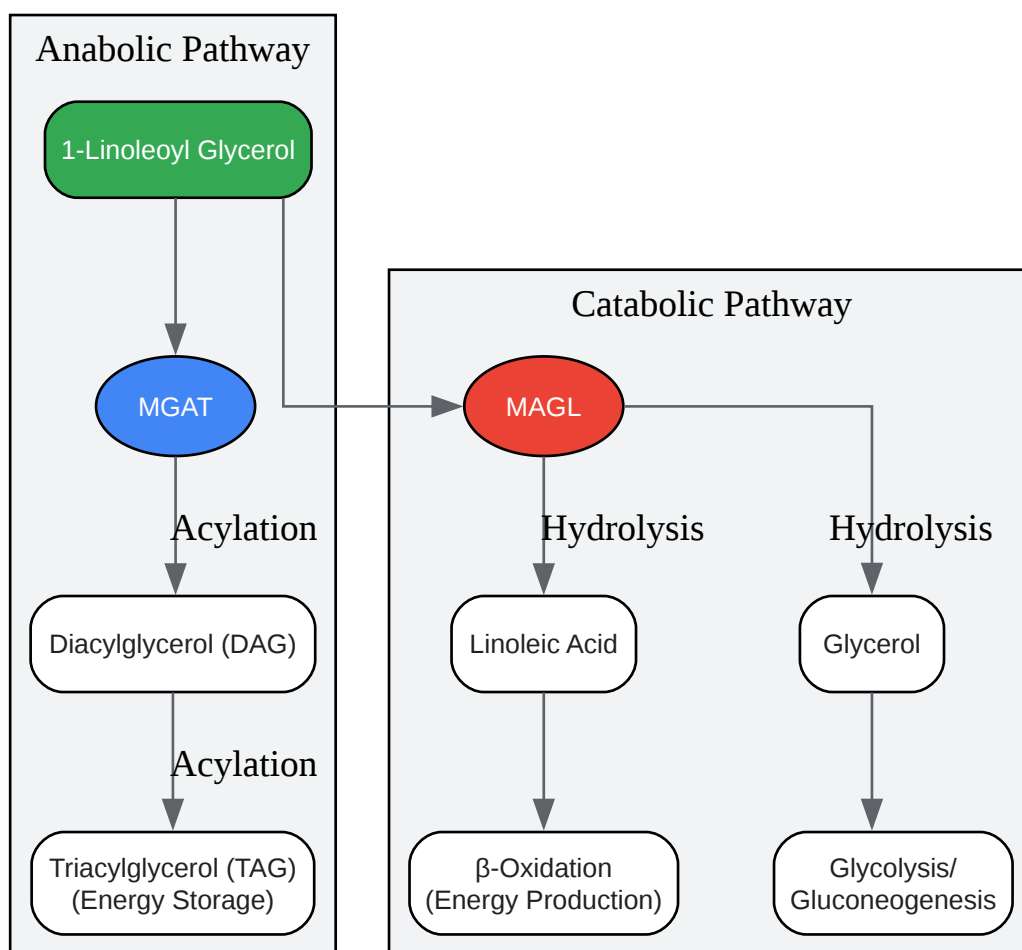 Anabolic Pathway
1-Linoleoyl Glycerol
MGAT
Acylation
Diacylglycerol (DAG)
Acylation
Triacylglycerol (TAG)
(Energy Storage)
Catabolic Pathway
MAGL
Hydrolysis
Hydrolysis
Linoleic Acid
Glycerol
β-Oxidation
(Energy Production)
Glycolysis/
Gluconeogenesis